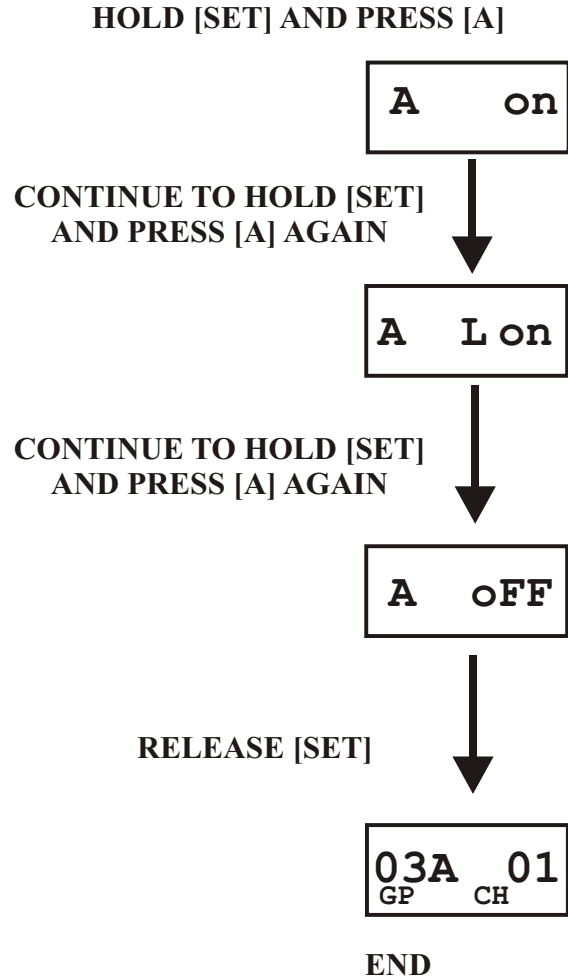 HOLD [SET] AND PRESS [A]
A on
CONTINUE TO HOLD [SET]
AND PRESS [A] AGAIN
A L on
CONTINUE TO HOLD [SET]
AND PRESS [A] AGAIN
A oFF
RELEASE [SET]
03A 01
GP CH
END